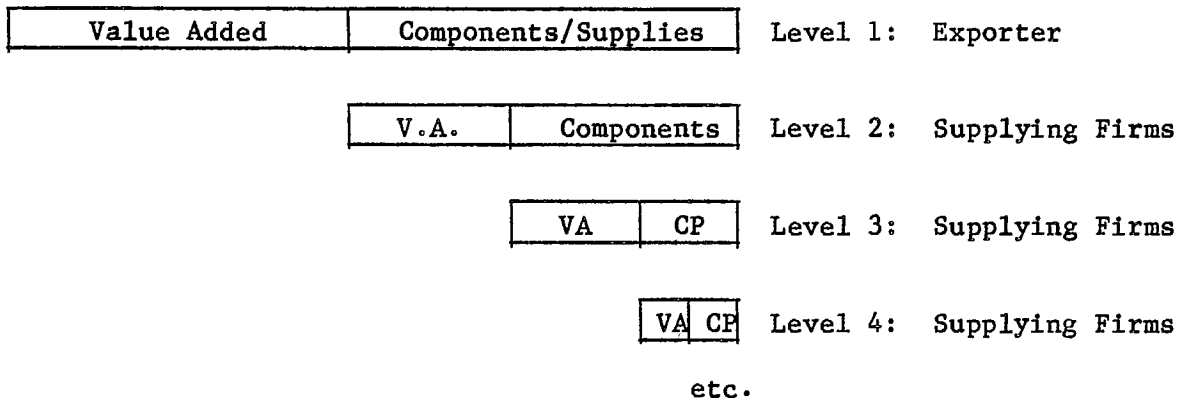 Value Added Components/Supplies Level 1: Exporter
V.A. Components Level 2: Supplying Firms
VA CP Level 3: Supplying Firms
VA CP Level 4: Supplying Firms
etc.